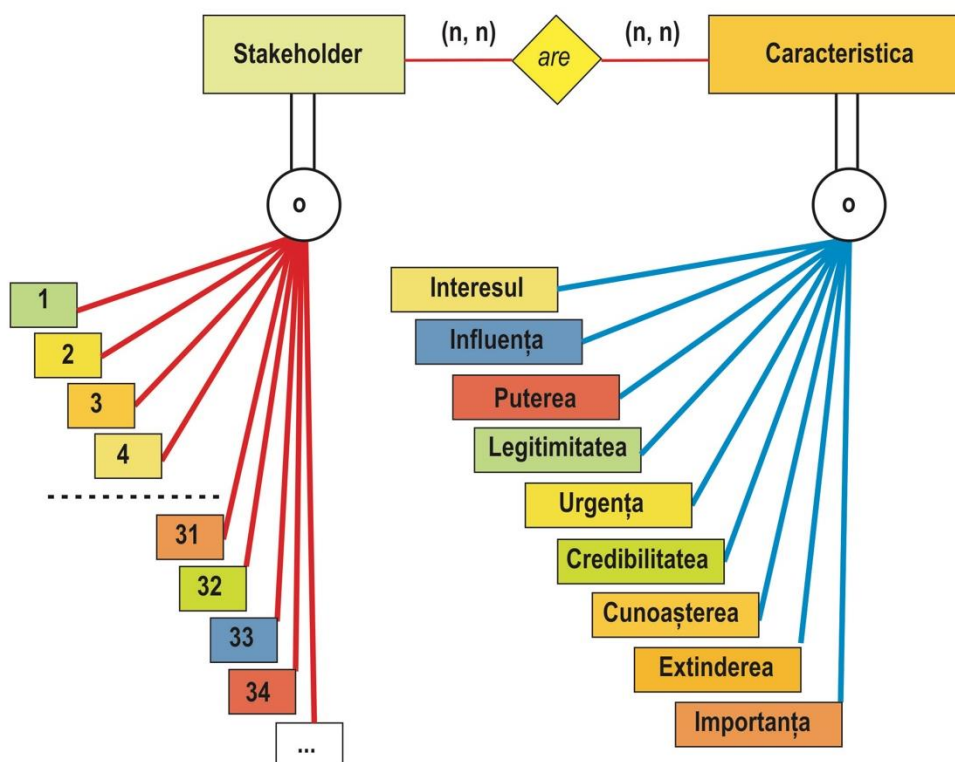 Stakeholder (n, n) are (n, n) Caracteristica
o o
1
2
3
4
31
32
33
34
...
Interesul
Influența
Puterea
Legitimitatea
Urgența
Credibilitatea
Cunoașterea
Extinderea
Importanța